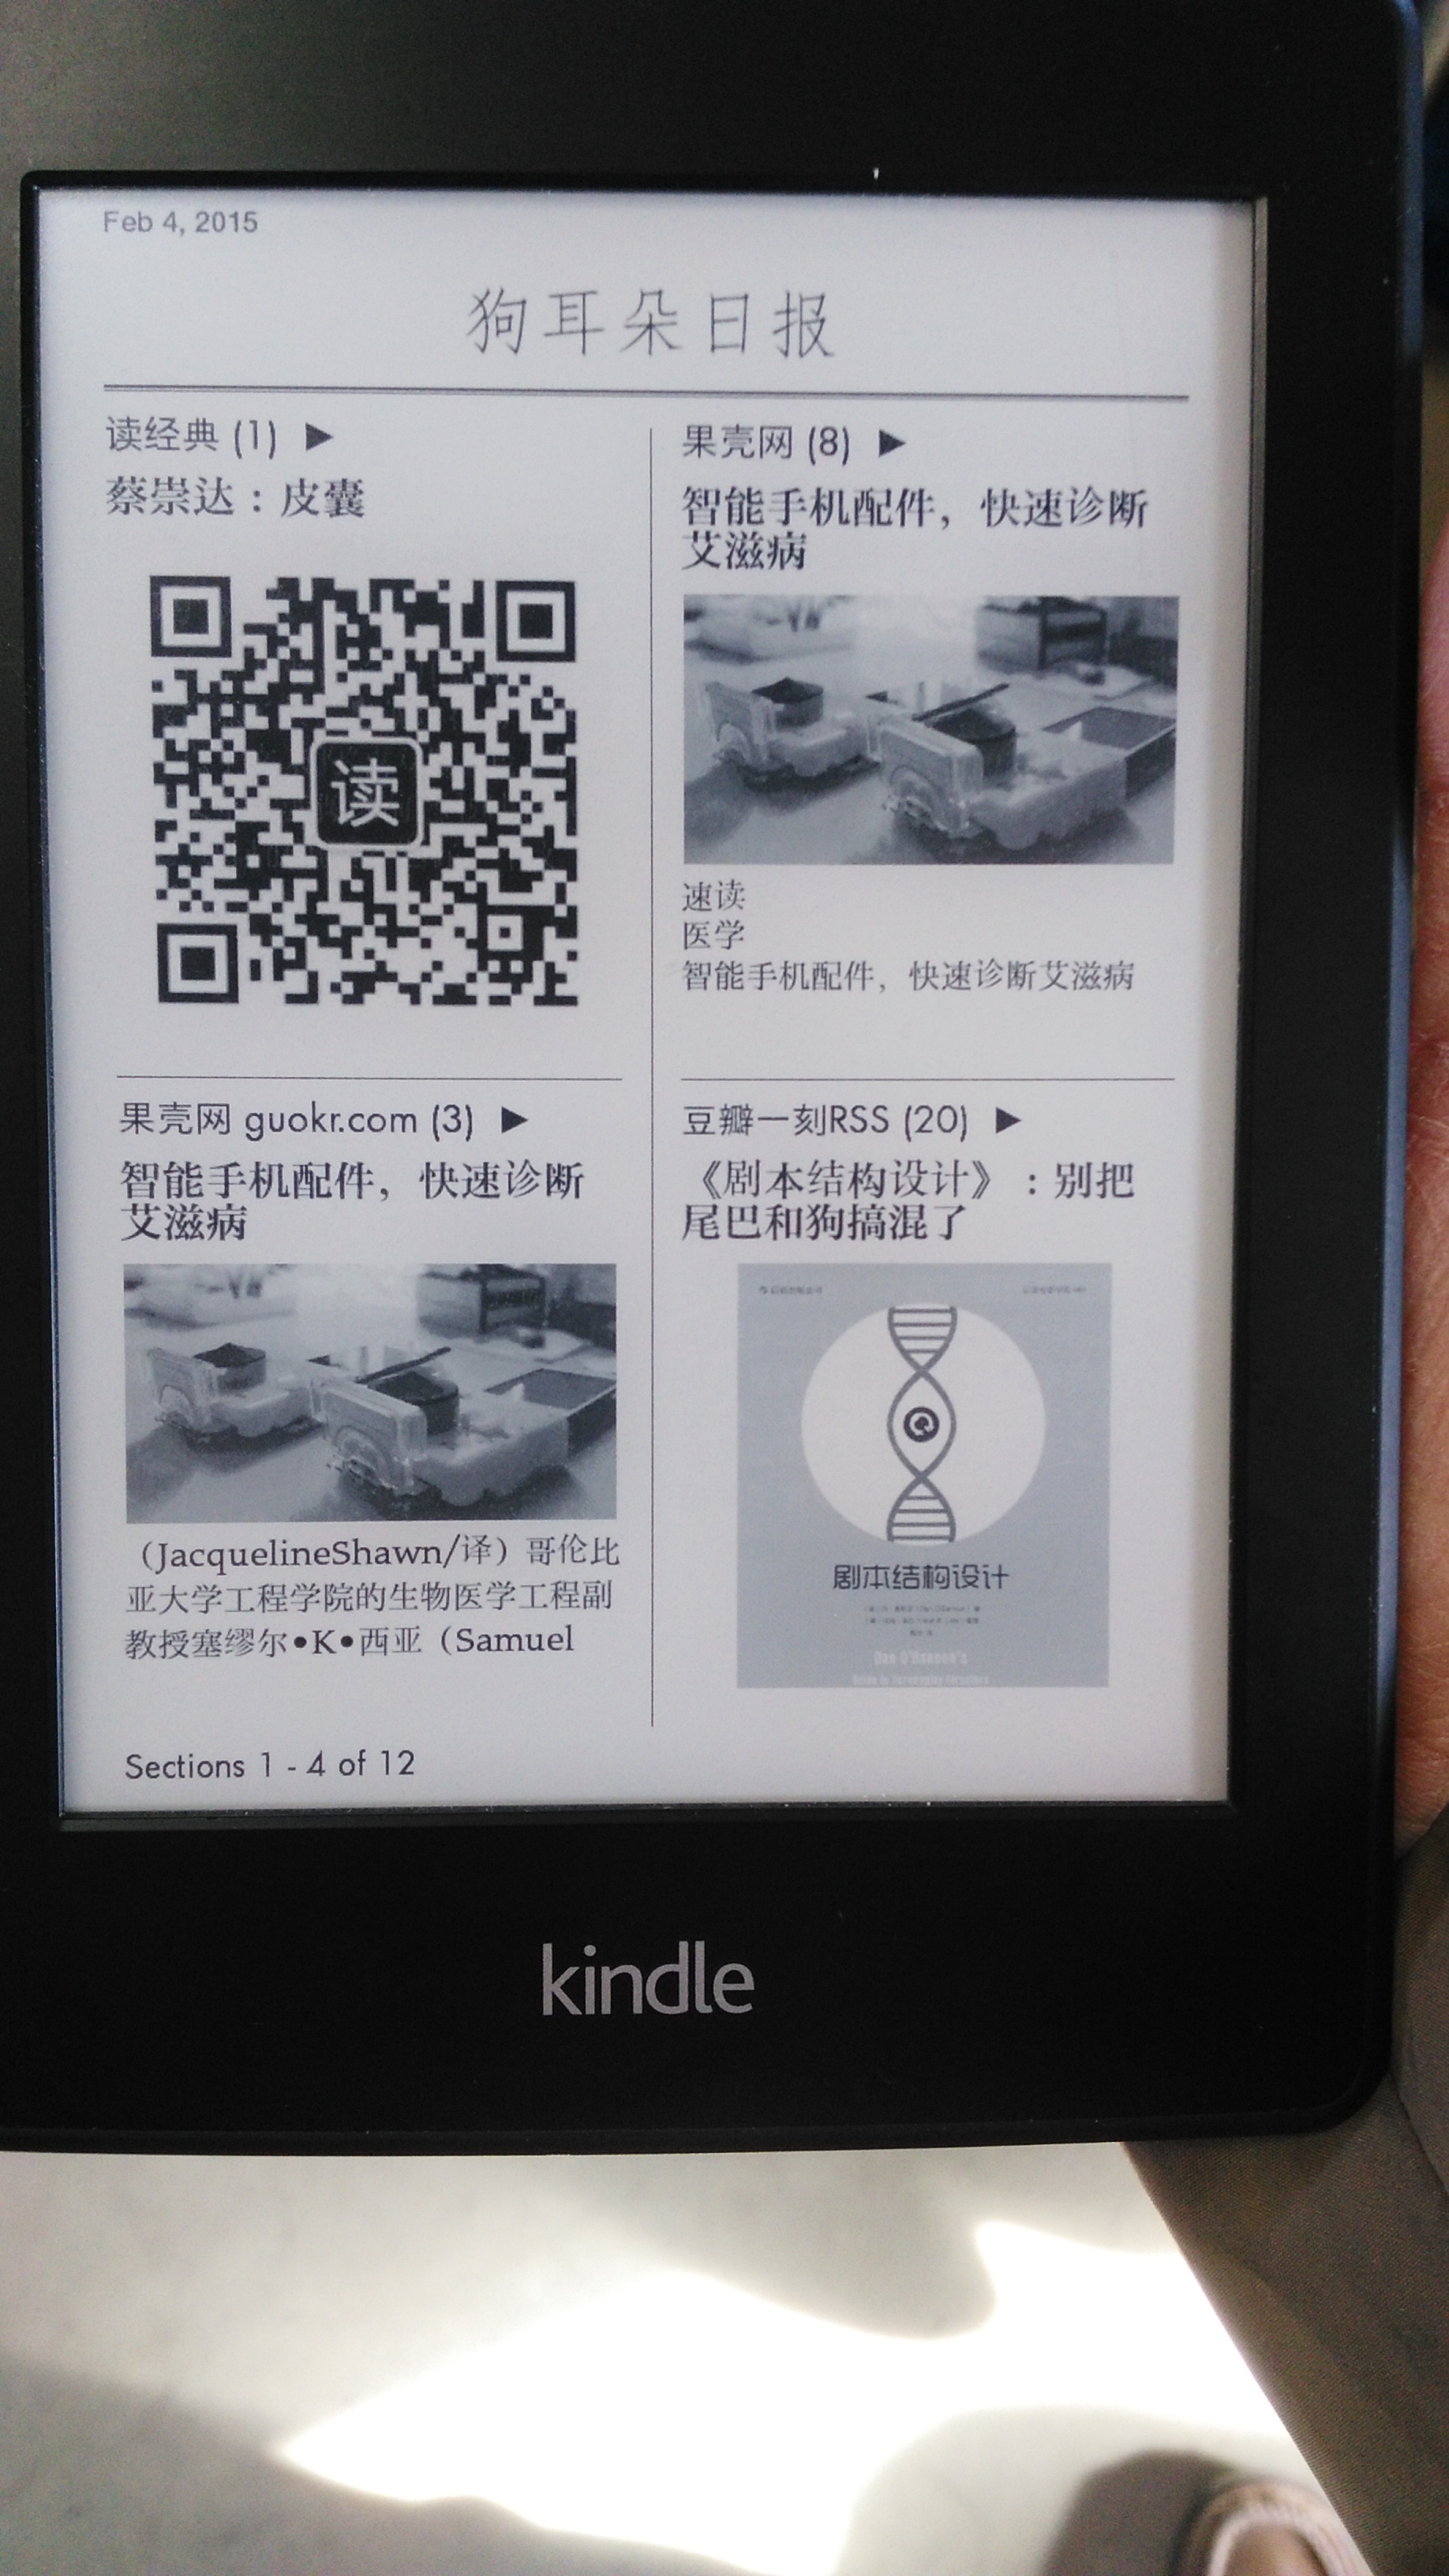 Feb 4, 2015
狗耳朵日报
读经典 (1) ▶
蔡崇达：皮囊
读
果壳网 (8) ▶
智能手机配件，快速诊断
艾滋病
速读
医学
智能手机配件，快速诊断艾滋病
果壳网 guokr.com (3) ▶
智能手机配件，快速诊断
艾滋病
（JacquelineShawn/译）哥伦比
亚大学工程学院的生物医学工程副
教授塞缪尔•K•西亚（Samuel
豆瓣一刻RSS (20) ▶
《剧本结构设计》：别把
尾巴和狗搞混了
剧本结构设计
Dan O'Bannon's
Guide to Screenplay Structure
Sections 1 - 4 of 12
kindle